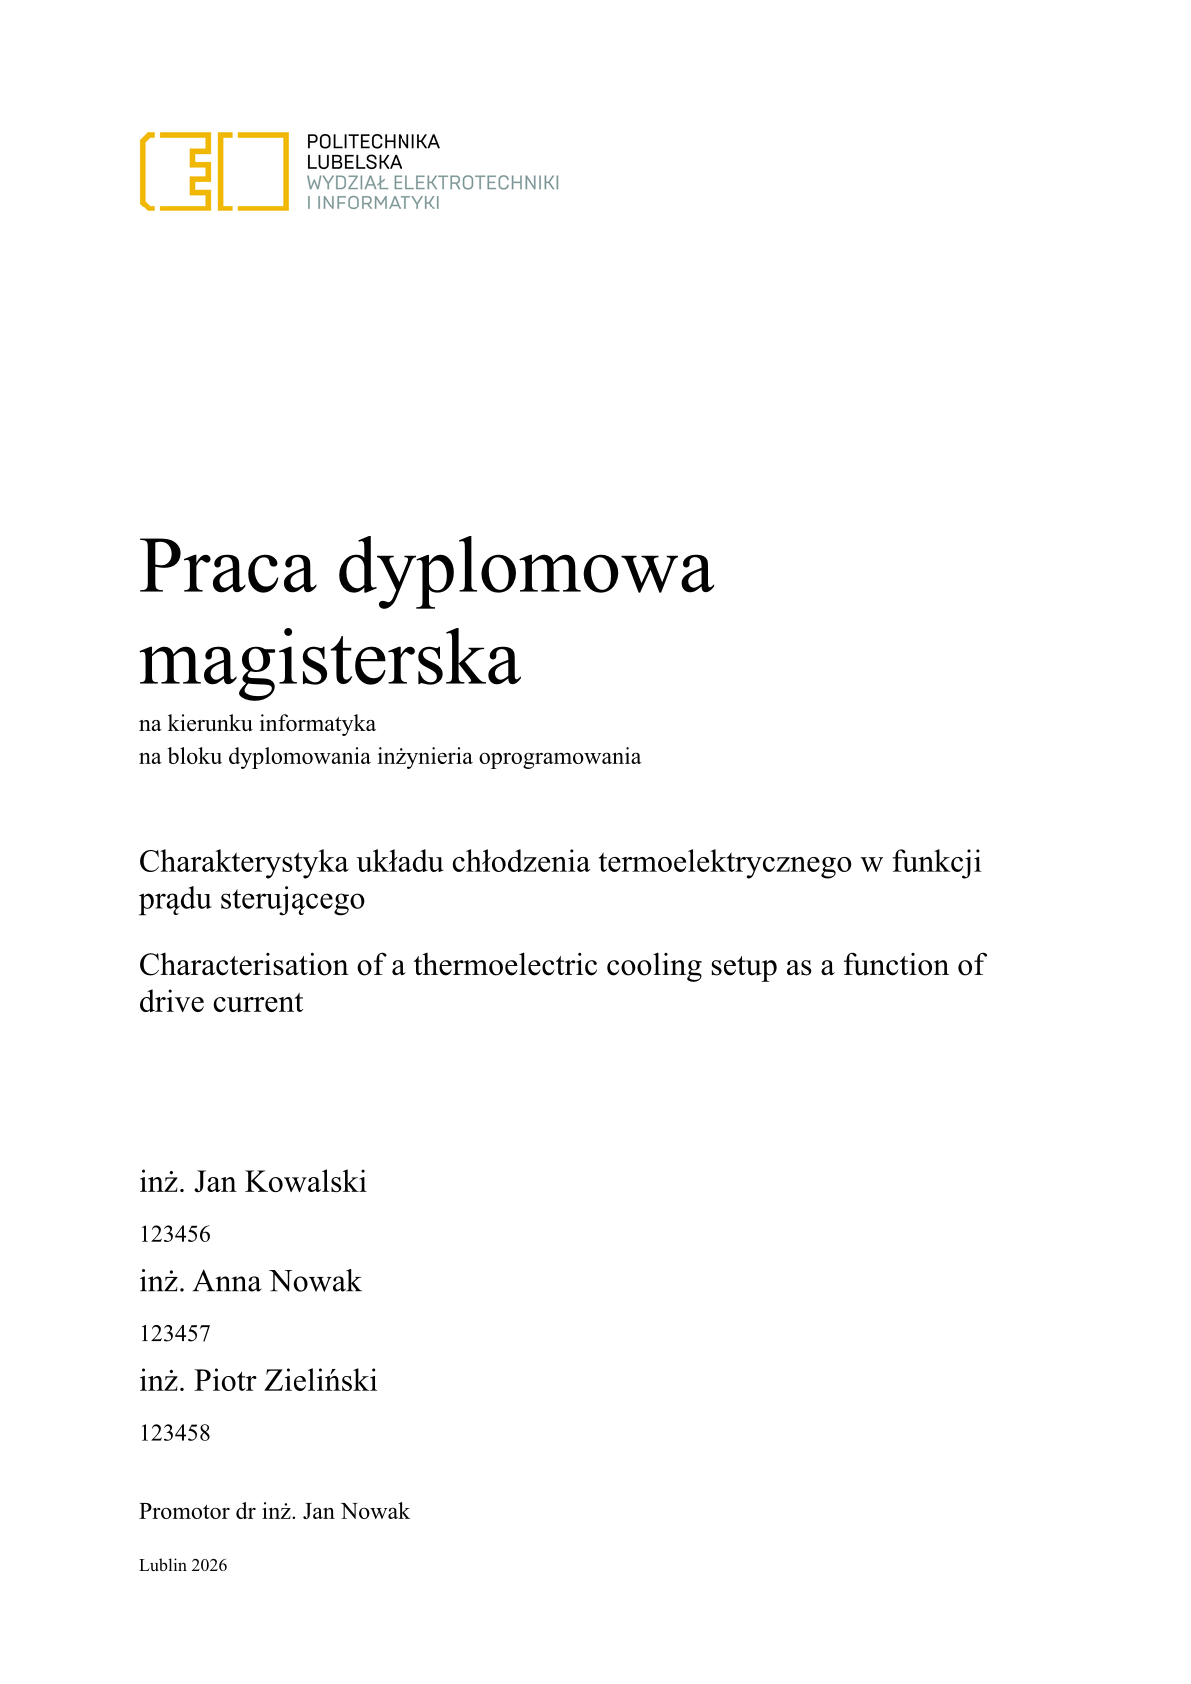 POLITECHNIKA
LUBELSKA
WYDZIAŁ ELEKTROTECHNIKI
I INFORMATYKI
Praca dyplomowa
magisterska
na kierunku informatyka
na bloku dyplomowania inżynieria oprogramowania
Charakterystyka układu chłodzenia termoelektrycznego w funkcji
prądu sterującego
Characterisation of a thermoelectric cooling setup as a function of
drive current
inż. Jan Kowalski
123456
inż. Anna Nowak
123457
inż. Piotr Zieliński
123458
Promotor dr inż. Jan Nowak
Lublin 2026